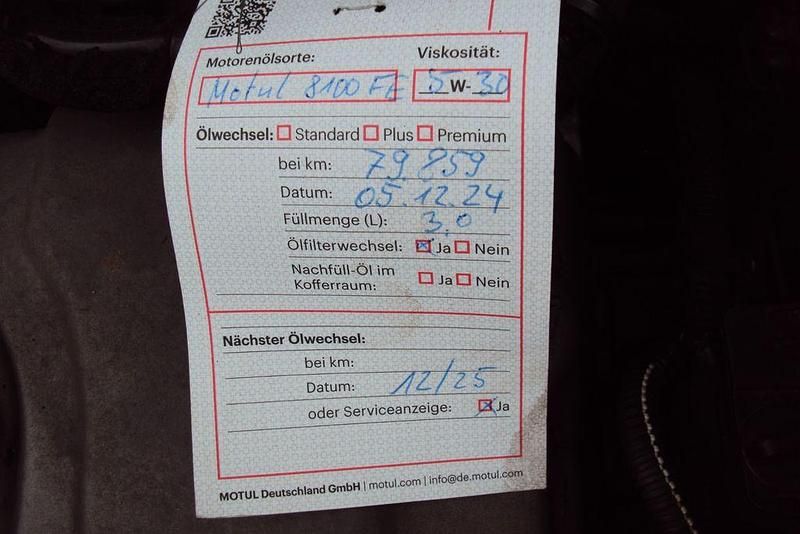 Motorenölsorte: Viskosität:
Motul 8100 FE 5 W- 30
Ölwechsel: Standard Plus Premium
bei km: 79.859
Datum: 05.12.24
Füllmenge (L): 3,0
Ölfilterwechsel: Ja Nein
Nachfüll-Öl im
Kofferraum: Ja Nein
Nächster Ölwechsel:
bei km:
Datum: 12/25
oder Serviceanzeige: Ja
MOTUL Deutschland GmbH | motul.com | info@de.motul.com